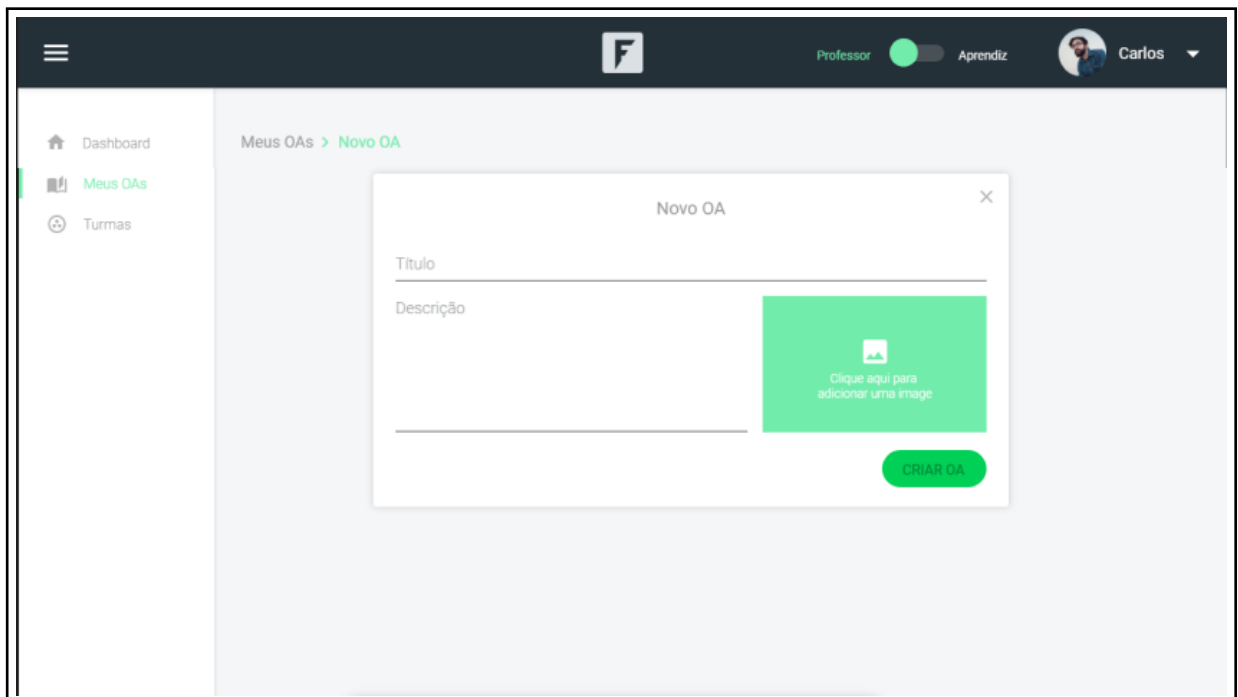 F
Professor Aprendiz Carlos
Dashboard
Meus OAs
Turmas
Meus OAs > Novo OA
Novo OA
Título
Descrição
Clique aqui para
adicionar uma image
CRIAR OA